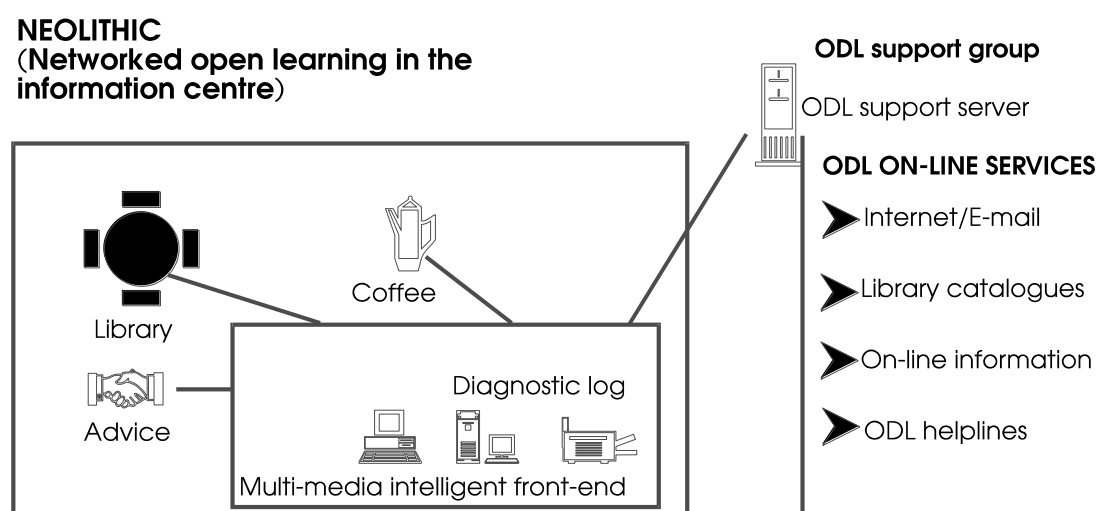 NEOLITHIC
(Networked open learning in the
information centre)
ODL support group
ODL support server
ODL ON-LINE SERVICES
Internet/E-mail
Library catalogues
On-line information
ODL helplines
Coffee
Library
Advice
Diagnostic log
Multi-media intelligent front-end